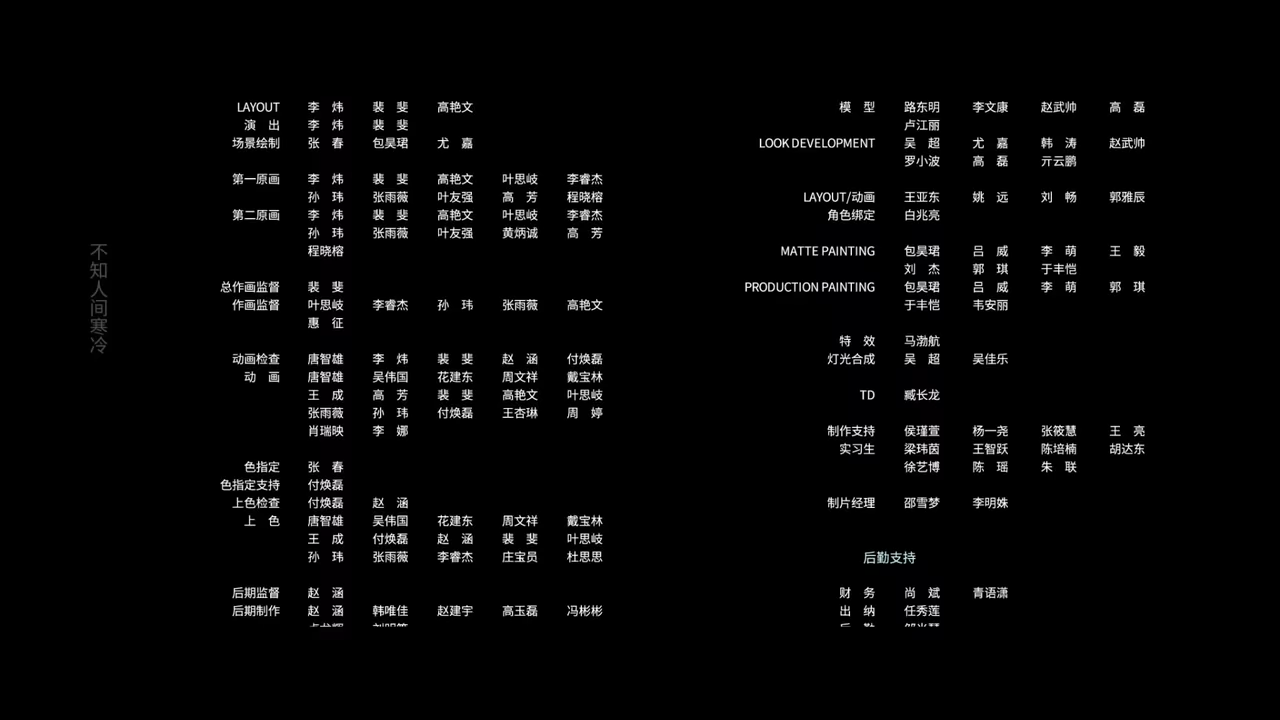 不知人间寒冷
LAYOUT 李 炜 裴 斐 高艳文
演 出 李 炜 裴 斐
场景绘制 张 春 包昊珺 尤 嘉
第一原画 李 炜 裴 斐 高艳文 叶思岐 李睿杰
孙 玮 张雨薇 叶友强 高 芳 程晓榕
第二原画 李 炜 裴 斐 高艳文 叶思岐 李睿杰
孙 玮 张雨薇 叶友强 黄炳诚 高 芳
程晓榕
总作画监督 裴 斐
作画监督 叶思岐 李睿杰 孙 玮 张雨薇 高艳文
惠 征
动画检查 唐智雄 李 炜 裴 斐 赵 涵 付焕磊
动 画 唐智雄 吴伟国 花建东 周文祥 戴宝林
王 成 高 芳 裴 斐 高艳文 叶思岐
张雨薇 孙 玮 付焕磊 王杏琳 周 婷
肖瑞映 李 娜
色指定 张 春
色指定支持 付焕磊
上色检查 付焕磊 赵 涵
上 色 唐智雄 吴伟国 花建东 周文祥 戴宝林
王 成 付焕磊 赵 涵 裴 斐 叶思岐
孙 玮 张雨薇 李睿杰 庄宝员 杜思思
后期监督 赵 涵
后期制作 赵 涵 韩唯佳 赵建宇 高玉磊 冯彬彬
模 型 路东明 李文康 赵武帅 高 磊
卢江丽
LOOK DEVELOPMENT 吴 超 尤 嘉 韩 涛 赵武帅
罗小波 高 磊 亓云鹏
LAYOUT/动画 王亚东 姚 远 刘 畅 郭雅辰
角色绑定 白兆亮
MATTE PAINTING 包昊珺 吕 威 李 萌 王 毅
刘 杰 郭 琪 于丰恺
PRODUCTION PAINTING 包昊珺 吕 威 李 萌 郭 琪
于丰恺 韦安丽
特 效 马渤航
灯光合成 吴 超 吴佳乐
TD 臧长龙
制作支持 侯瑾萱 杨一尧 张筱慧 王 亮
实习生 梁玮茵 王智跃 陈培楠 胡达东
徐艺博 陈 瑶 朱 联
制片经理 邵雪梦 李明姝
后勤支持
财 务 尚 斌 青语潇
出 纳 任秀莲